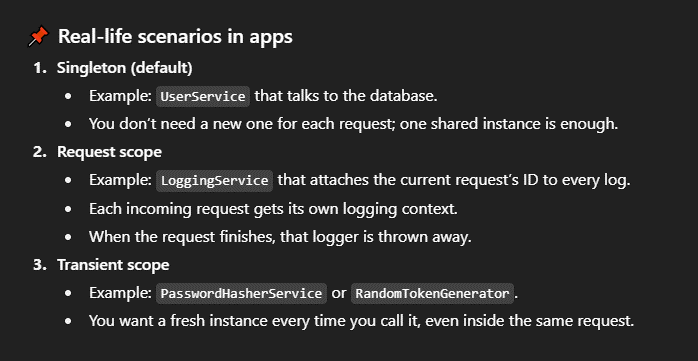 📌 Real-life scenarios in apps
1. Singleton (default)
• Example: UserService that talks to the database.
• You don't need a new one for each request; one shared instance is enough.
2. Request scope
• Example: LoggingService that attaches the current request's ID to every log.
• Each incoming request gets its own logging context.
• When the request finishes, that logger is thrown away.
3. Transient scope
• Example: PasswordHasherService or RandomTokenGenerator.
• You want a fresh instance every time you call it, even inside the same request.